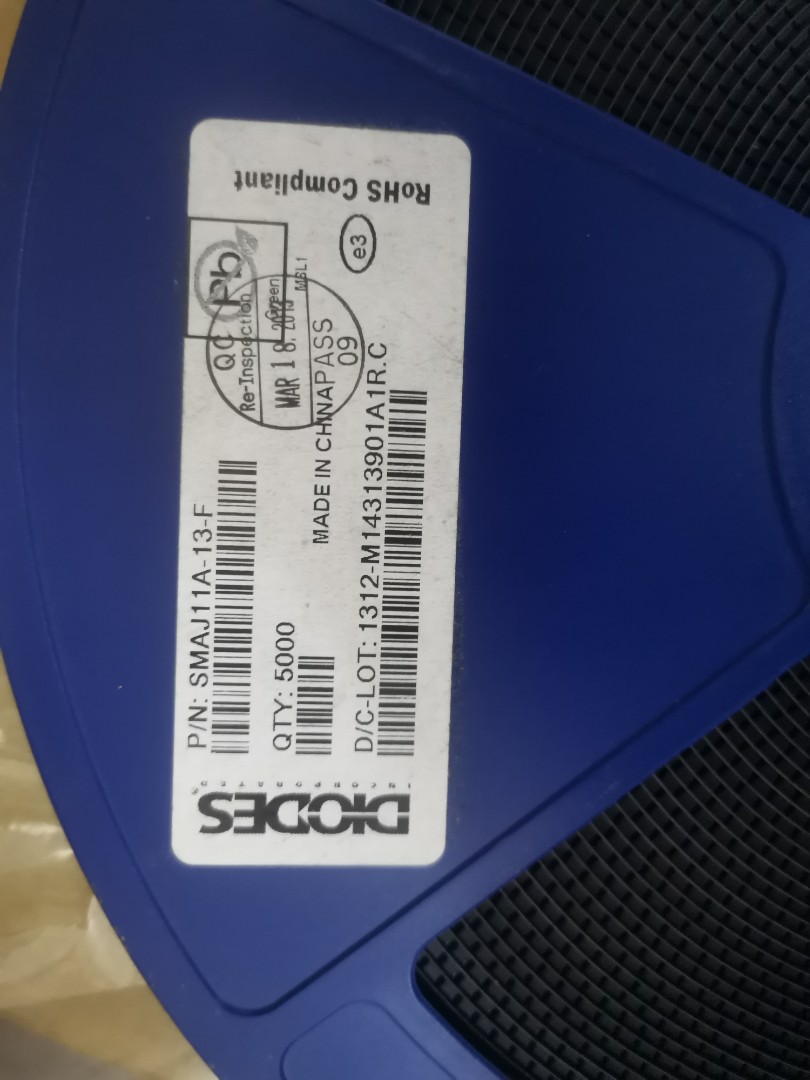 DIODES
RoHS Compliant
P/N: SMAJ11A-13-F
Pb
e3
QC
Re-Inspection
MAR 18. 2013
PASS
09
Green
MSL1
QTY: 5000
MADE IN CHINA
D/C-LOT: 1312-M14313901A1R.C